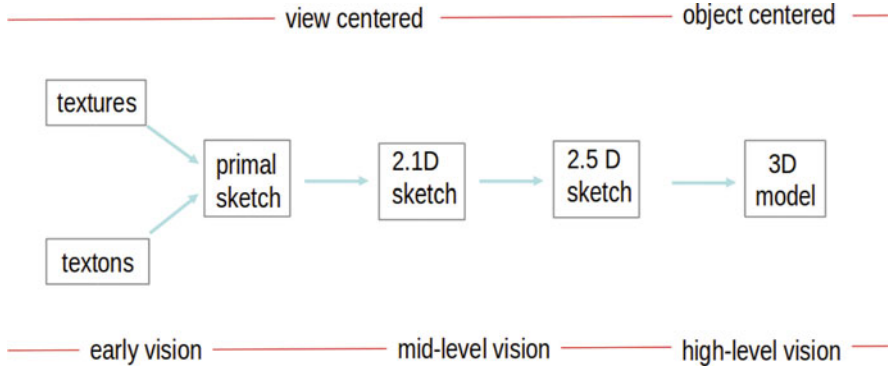 view centered
object centered
textures
primal
sketch
2.1D
sketch
2.5 D
sketch
3D
model
textons
early vision
mid-level vision
high-level vision